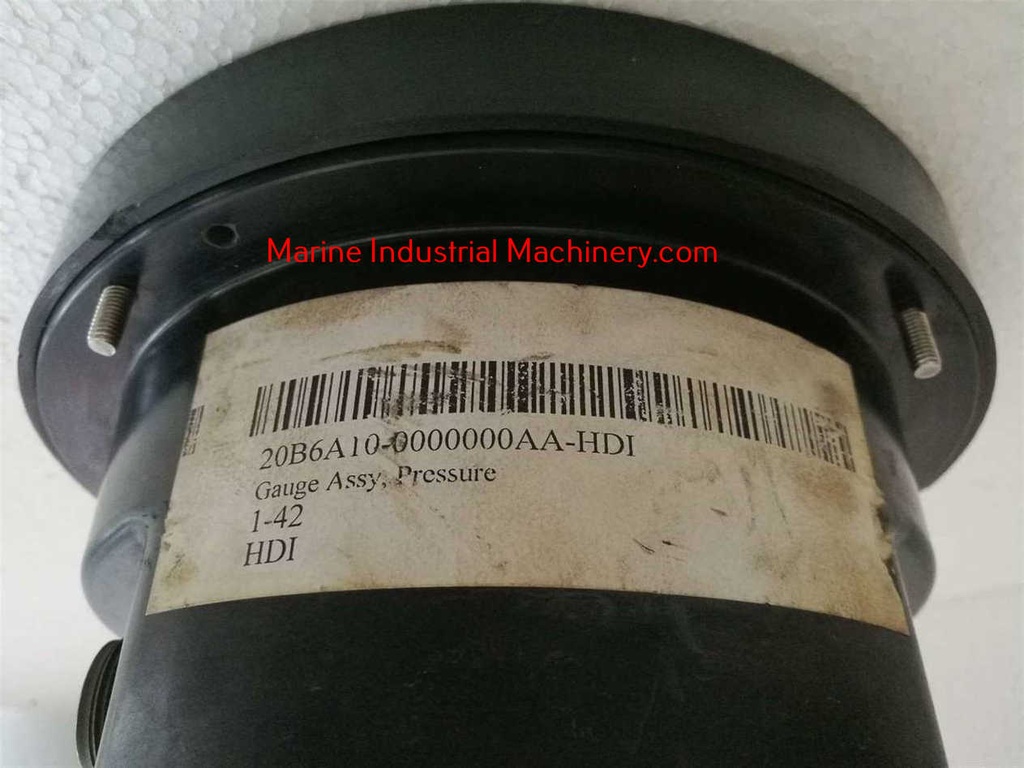 Marine Industrial Machinery.com
20B6A10-0000000AA-HDI
Gauge Assy, Pressure
1-42
HDI